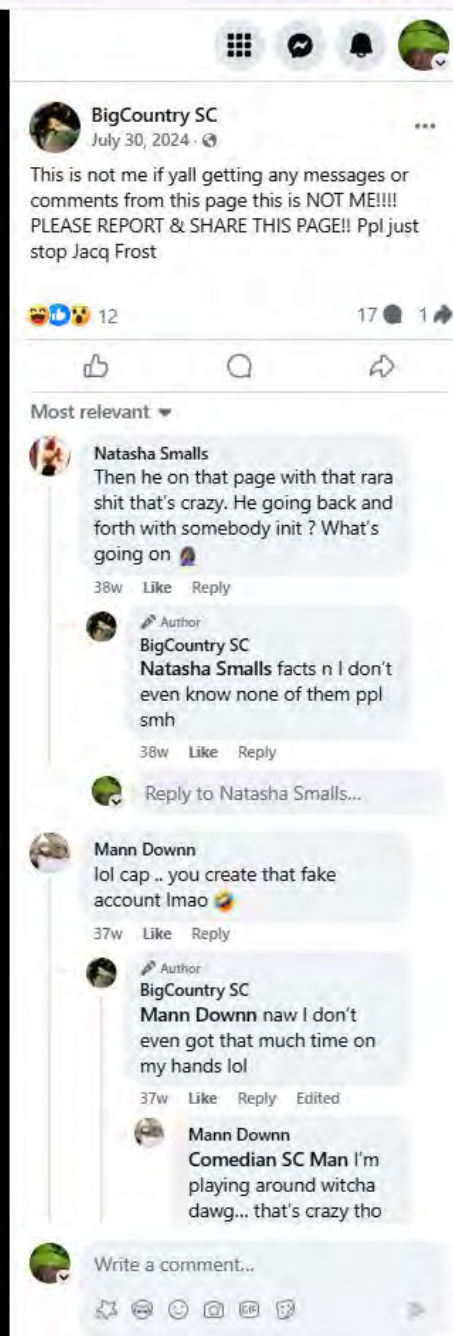 BigCountry SC
July 30, 2024 ·
This is not me if yall getting any messages or
comments from this page this is NOT ME!!!!
PLEASE REPORT & SHARE THIS PAGE!! Ppl just
stop Jacq Frost
12
17 1
Most relevant
Natasha Smalls
Then he on that page with that rara
shit that's crazy. He going back and
forth with somebody init ? What's
going on 🤦🏾‍♀️
38w Like Reply
Author
BigCountry SC
Natasha Smalls facts n I don't
even know none of them ppl
smh
38w Like Reply
Reply to Natasha Smalls...
Mann Downn
lol cap .. you create that fake
account lmao 🤣
37w Like Reply
Author
BigCountry SC
Mann Downn naw I don't
even got that much time on
my hands lol
37w Like Reply Edited
Mann Downn
Comedian SC Man I'm
playing around witcha
dawg... that's crazy tho
Write a comment...
GIF